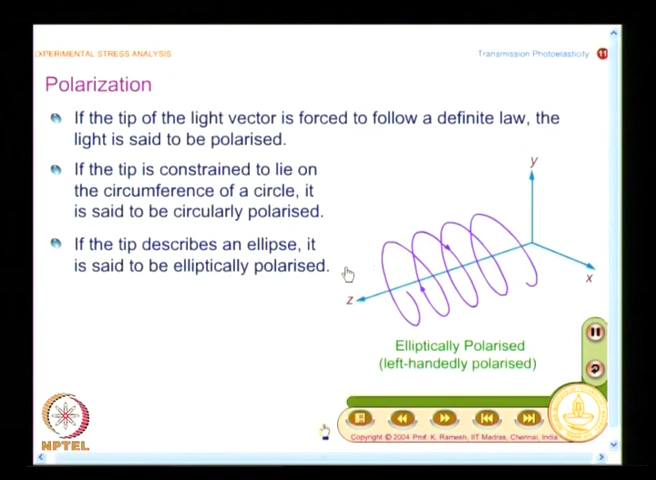 EXPERIMENTAL STRESS ANALYSIS
Transmission Photoelasticity 11
Polarization
If the tip of the light vector is forced to follow a definite law, the
light is said to be polarised.
If the tip is constrained to lie on
the circumference of a circle, it
is said to be circularly polarised.
If the tip describes an ellipse, it
is said to be elliptically polarised.
y
x
z
Elliptically Polarised
(left-handedly polarised)
Copyright © 2004 Prof. K. Ramesh, IIT Madras, Chennai, India
NPTEL